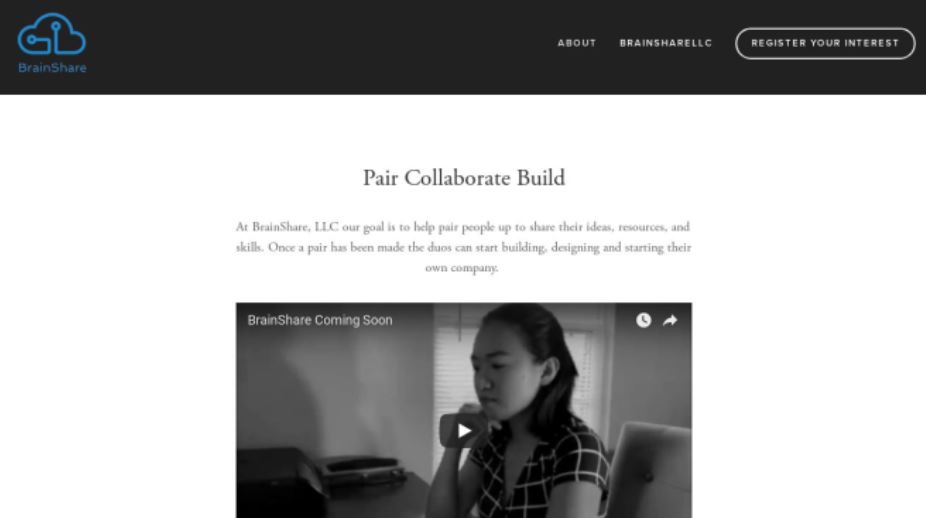 BrainShare
ABOUT
BRAINSHARELLC
REGISTER YOUR INTEREST
Pair Collaborate Build
At BrainShare, LLC our goal is to help pair people up to share their ideas, resources, and
skills. Once a pair has been made the duos can start building, designing and starting their
own company.
BrainShare Coming Soon